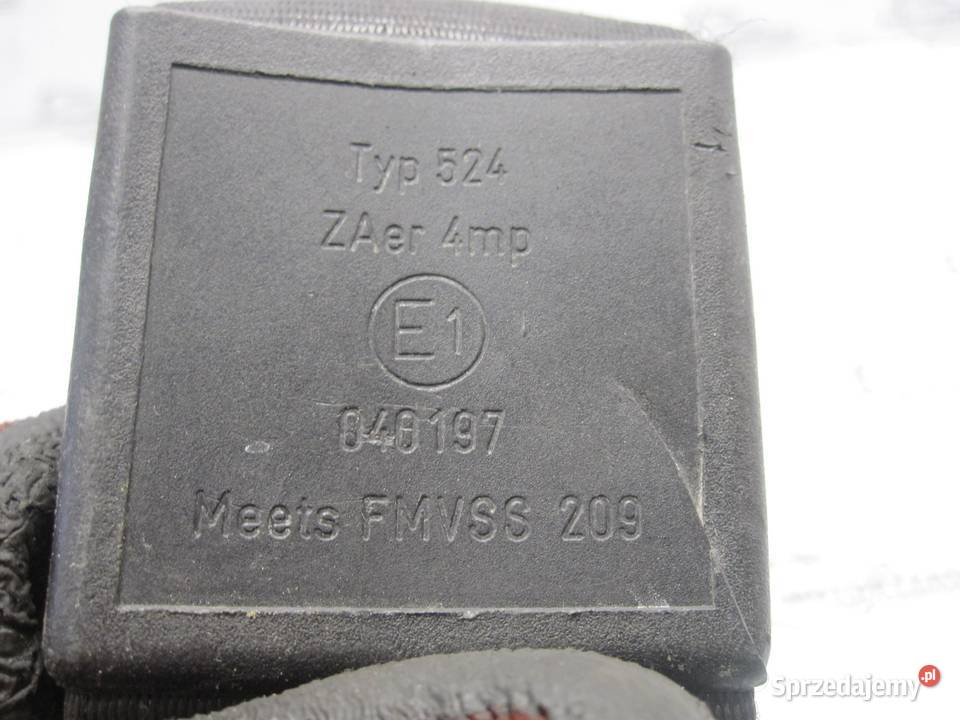 Typ 524
ZAer 4mp
E1
040197
Meets FMVSS 209
Sprzedajemy.pl